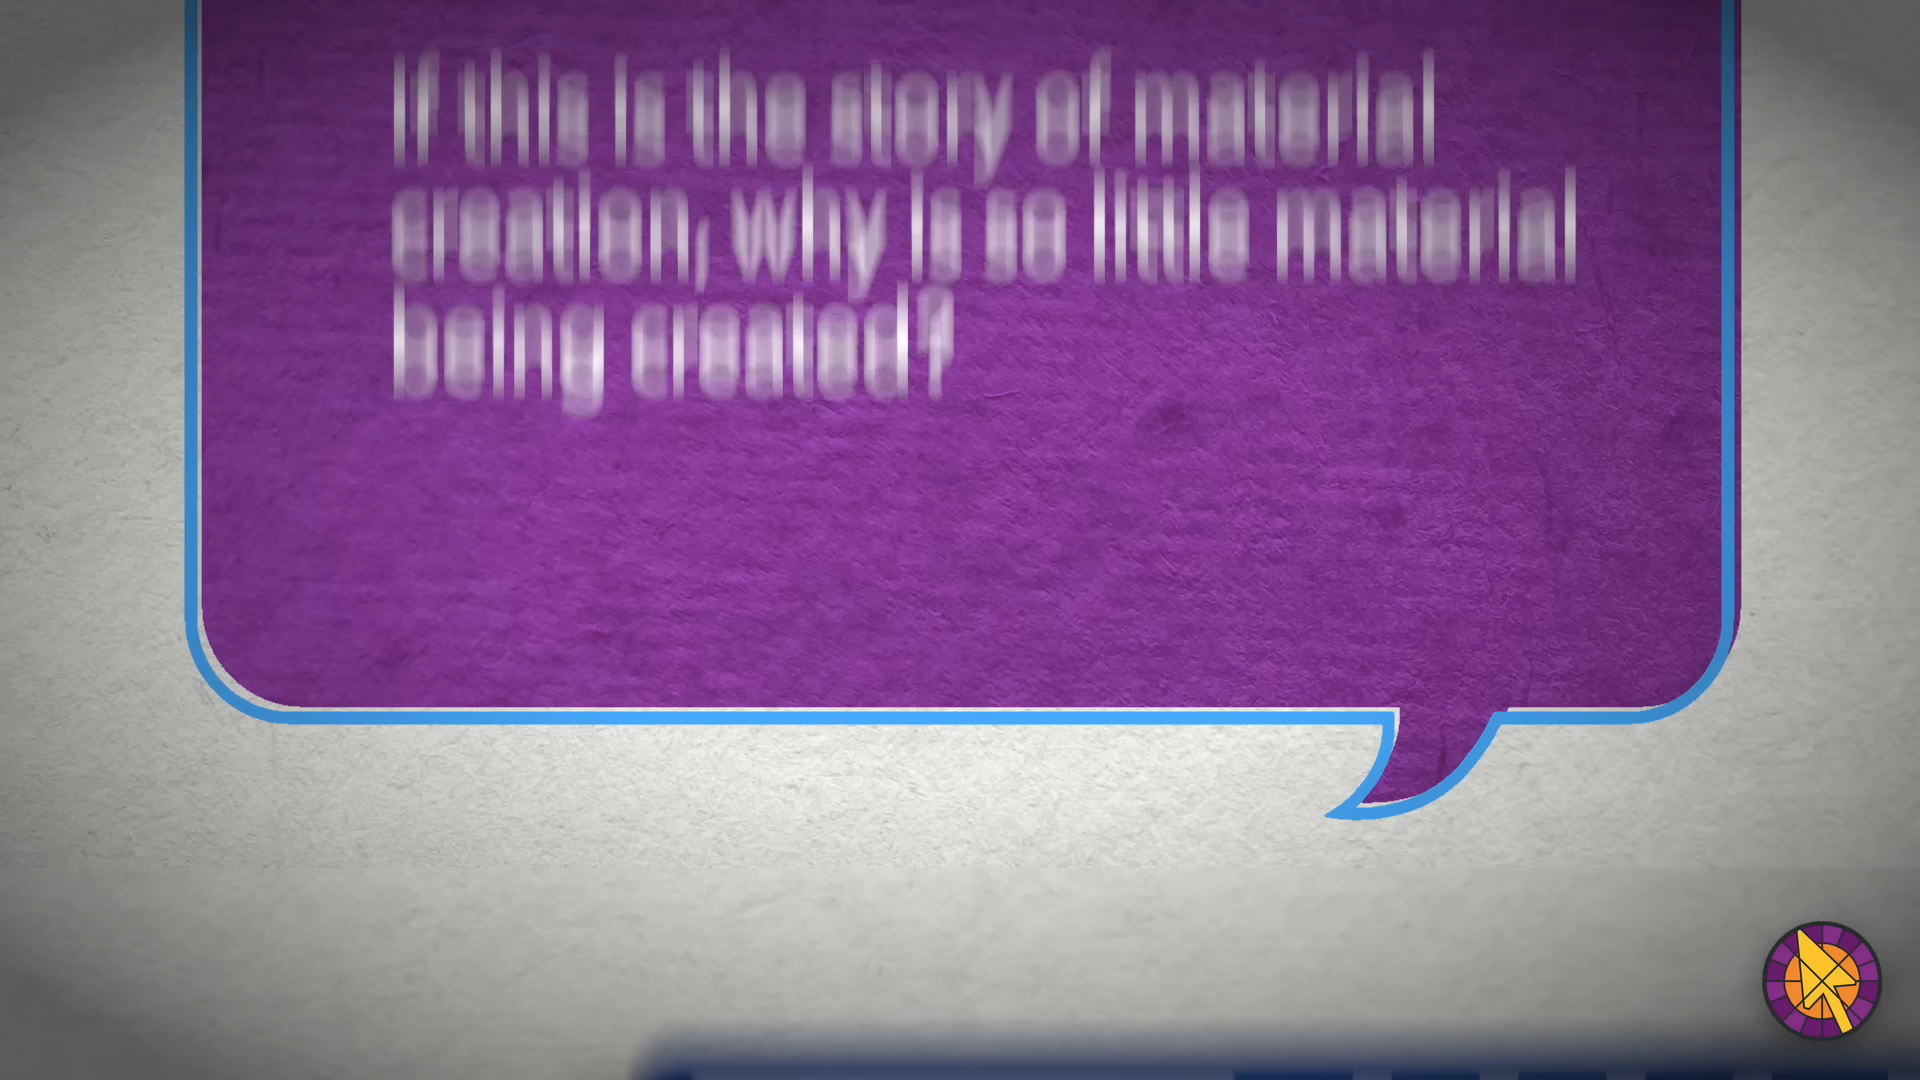 If this is the story of material
creation, why is so little material
being created?